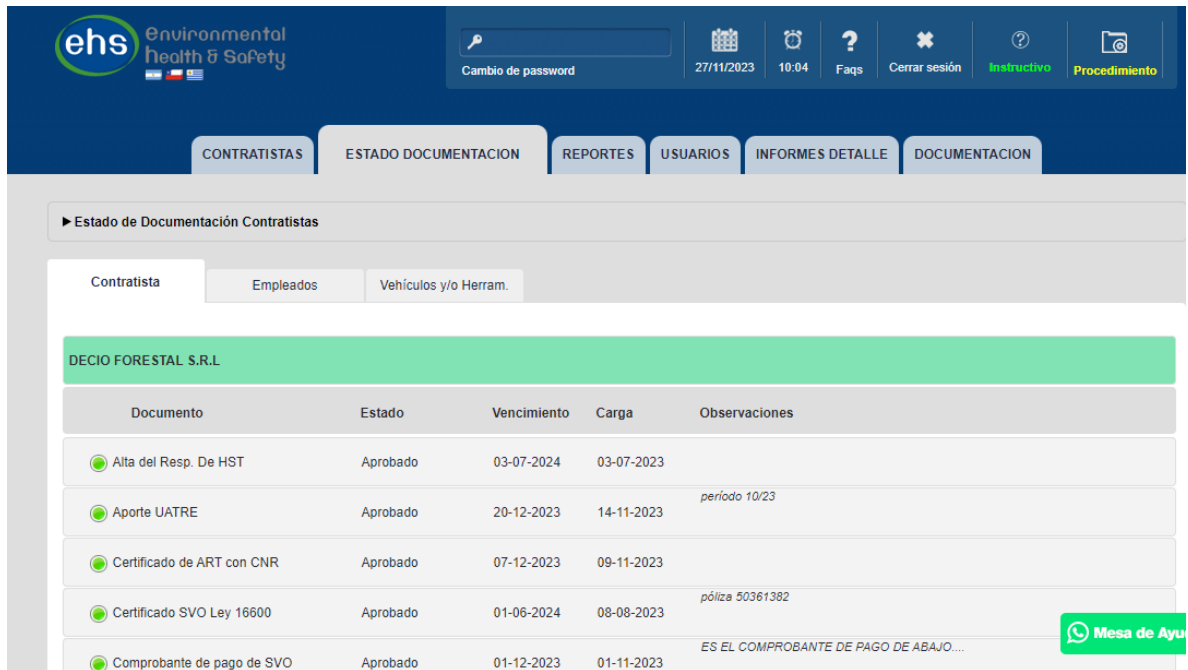 ehs Environmental
health & Safety
Cambio de password
27/11/2023
10:04
Faqs
Cerrar sesión
Instructivo
Procedimiento
CONTRATISTAS
ESTADO DOCUMENTACION
REPORTES
USUARIOS
INFORMES DETALLE
DOCUMENTACION
Estado de Documentación Contratistas
Contratista
Empleados
Vehículos y/o Herram.
DECIO FORESTAL S.R.L
Documento Estado Vencimiento Carga Observaciones
Alta del Resp. De HST Aprobado 03-07-2024 03-07-2023
Aporte UATRE Aprobado 20-12-2023 14-11-2023 período 10/23
Certificado de ART con CNR Aprobado 07-12-2023 09-11-2023
Certificado SVO Ley 16600 Aprobado 01-06-2024 08-08-2023 póliza 50361382
Comprobante de pago de SVO Aprobado 01-12-2023 01-11-2023 ES EL COMPROBANTE DE PAGO DE ABAJO....
Mesa de Ayu